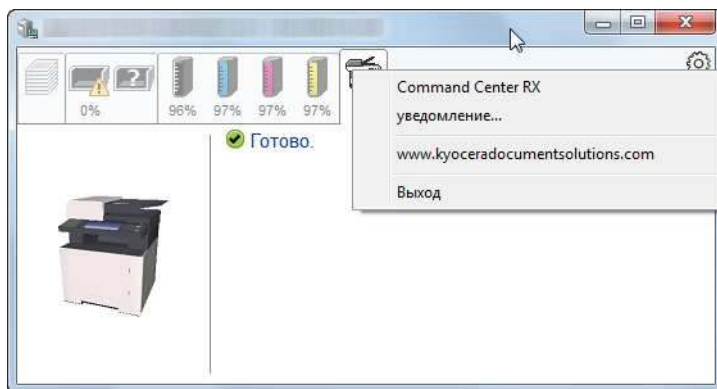 ?
0% 96% 97% 97% 97%
Готово.
Command Center RX
уведомление...
www.kyoceradocumentsolutions.com
Выход